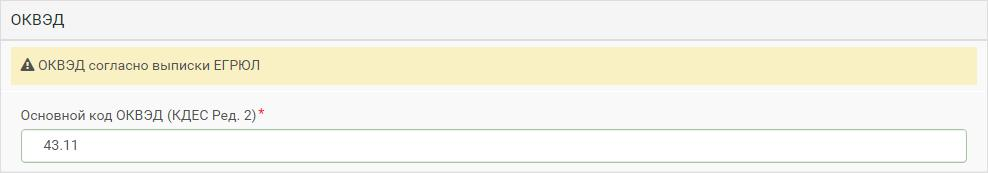 ОКВЭД
ОКВЭД согласно выписки ЕГРЮЛ
Основной код ОКВЭД (КДЕС Ред. 2)*
43.11